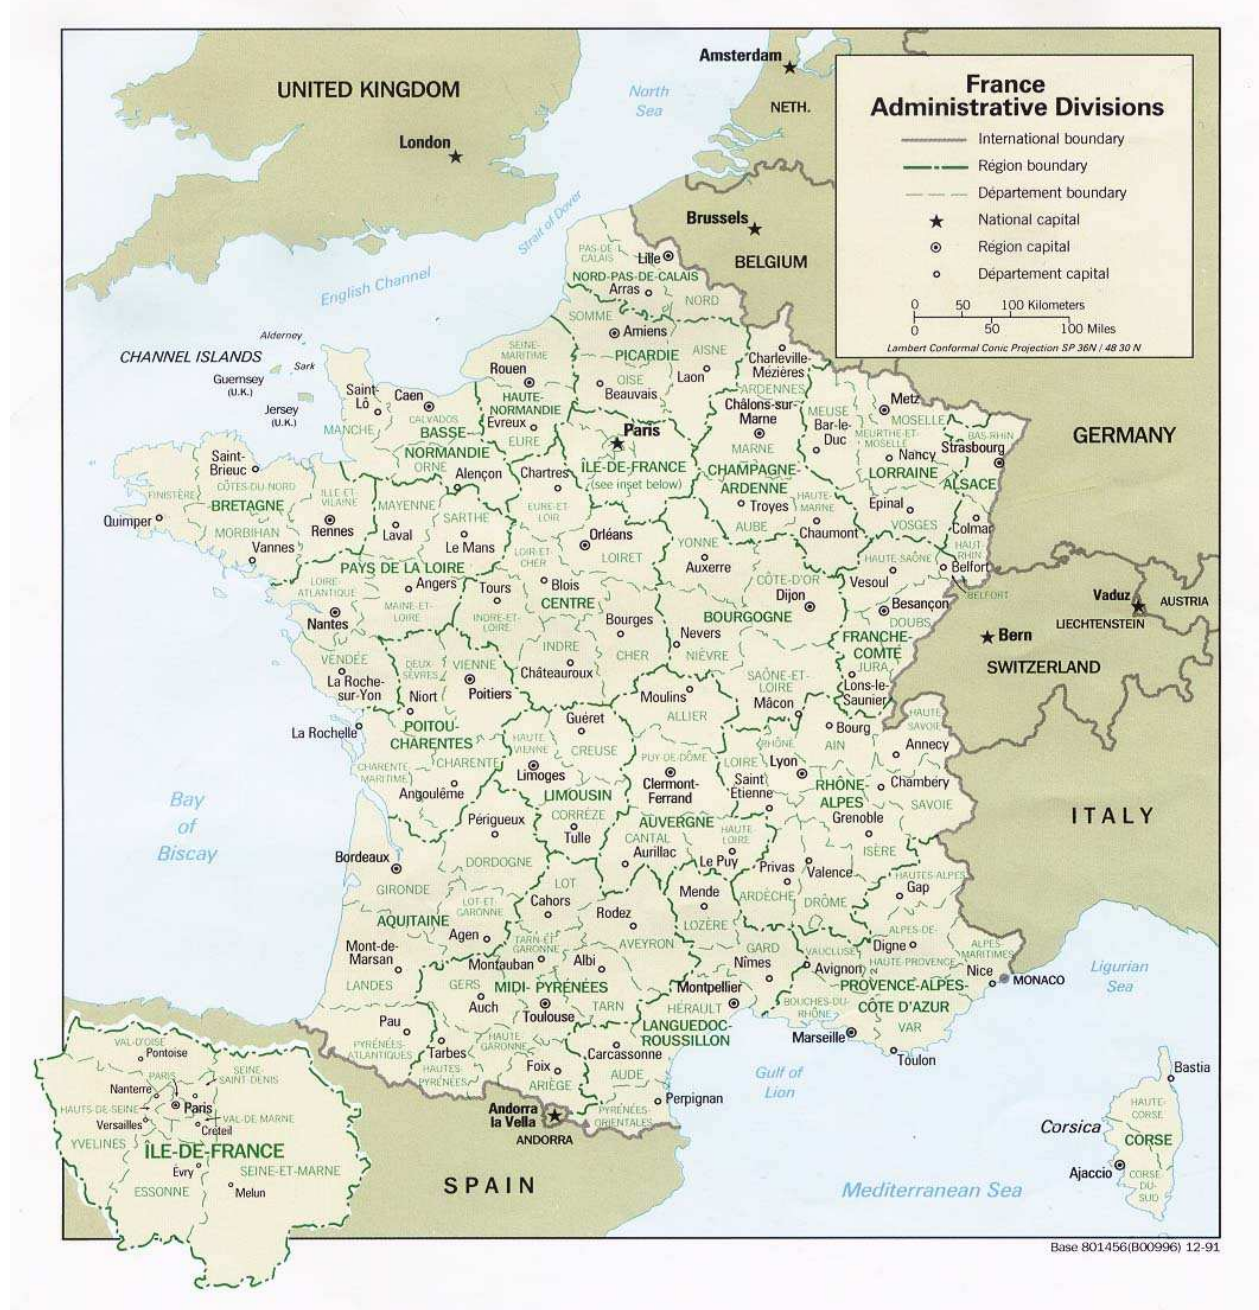 France
Administrative Divisions
International boundary
Région boundary
Département boundary
National capital
Région capital
Département capital
0 50 100 Kilometers
0 50 100 Miles
Lambert Conformal Conic Projection SP 36N / 48 30 N
UNITED KINGDOM
London
North
Sea
Amsterdam
NETH.
Brussels
BELGIUM
Strait of Dover
English Channel
GERMANY
CHANNEL ISLANDS
Alderney
Sark
Guernsey
(U.K.)
Jersey
(U.K.)
PAS-DE-
CALAIS
Lille
NORD-PAS-DE-CALAIS
Arras
NORD
SOMME
Amiens
PICARDIE
AISNE
OISE
Beauvais
Laon
Charleville-
Mézières
ARDENNES
SEINE-
MARITIME
Rouen
HAUTE-
NORMANDIE
Évreux
EURE
Saint-
Lô
Caen
CALVADOS
MANCHE
BASSE-
NORMANDIE
ORNE
Alençon
Paris
ÎLE-DE-FRANCE
(see inset below)
Châlons-sur-
Marne
MARNE
CHAMPAGNE-
ARDENNE
Troyes
HAUTE-
MARNE
AUBE
Chaumont
MEUSE
Bar-le-
Duc
Metz
MOSELLE
MEURTHE-ET-
MOSELLE
Nancy
LORRAINE
Épinal
VOSGES
BAS-RHIN
Strasbourg
ALSACE
Colmar
HAUT
RHIN
Belfort
BELFORT
Saint-
Brieuc
CÔTES-DU-NORD
FINISTÈRE
BRETAGNE
Quimper
MORBIHAN
Vannes
ILLE-ET-
VILAINE
Rennes
MAYENNE
Laval
SARTHE
Le Mans
PAYS DE LA LOIRE
LOIRE-
ATLANTIQUE
Nantes
Angers
MAINE-ET-
LOIRE
VENDÉE
La Roche-
sur-Yon
Chartres
EURE-ET
LOIR
Orléans
LOIRET
LOIR-ET
CHER
Blois
Tours
CENTRE
INDRE-ET-
LOIRE
Bourges
INDRE
CHER
Châteauroux
YONNE
Auxerre
CÔTE-D'OR
Dijon
BOURGOGNE
Nevers
NIÈVRE
SAÔNE-ET-
LOIRE
Mâcon
HAUTE-SAÔNE
Vesoul
Besançon
DOUBS
FRANCHE-
COMTÉ
JURA
Lons-le-
Saunier
Vaduz
LIECHTENSTEIN
AUSTRIA
Bern
SWITZERLAND
ITALY
DEUX-
SÈVRES
VIENNE
Poitiers
Niort
La Rochelle
POITOU-
CHARENTES
CHARENTE
MARITIME
CHARENTE
Angoulême
Guéret
HAUTE
VIENNE
CREUSE
Limoges
LIMOUSIN
CORRÈZE
Tulle
Moulins
ALLIER
PUY-DE-DÔME
Clermont-
Ferrand
AUVERGNE
CANTAL
Aurillac
HAUTE-
LOIRE
Le Puy
RHÔNE
LOIRE
Lyon
Saint
Étienne
Bourg
AIN
HAUTE
SAVOIE
Annecy
Chambéry
RHÔNE-
ALPES
SAVOIE
Grenoble
ISÈRE
Privas
Valence
ARDÈCHE
DRÔME
Bay
of
Biscay
Périgueux
DORDOGNE
Bordeaux
GIRONDE
AQUITAINE
LOT-ET
GARONNE
Agen
Mont-de-
Marsan
LANDES
Pau
PYRÉNÉES-
ATLANTIQUES
LOT
Cahors
Rodez
AVEYRON
TARN-ET
GARONNE
Montauban
Albi
GERS
MIDI-PYRÉNÉES
Auch
Toulouse
TARN
HAUTE-
GARONNE
Tarbes
HAUTES-
PYRÉNÉES
Foix
ARIÈGE
Mende
LOZÈRE
GARD
Nîmes
Montpellier
HÉRAULT
LANGUEDOC-
ROUSSILLON
Carcassonne
AUDE
Perpignan
PYRÉNÉES-
ORIENTALES
HAUTES-ALPES
Gap
ALPES-DE-
Digne
HAUTE-PROVENCE
ALPES-
MARITIMES
Nice
MONACO
VAUCLUSE
Avignon
PROVENCE-ALPES-
CÔTE D'AZUR
BOUCHES-DU-
RHÔNE
VAR
Marseille
Toulon
Ligurian
Sea
Gulf of
Lion
Andorra
la Vella
ANDORRA
SPAIN
Mediterranean Sea
Corsica
Bastia
HAUTE-
CORSE
CORSE
Ajaccio
CORSE-
DU-
SUD
VAL-D'OISE
Pontoise
PARIS
SEINE-
SAINT-DENIS
Nanterre
HAUTS-DE-SEINE
Paris
VAL-DE-MARNE
Versailles
Créteil
YVELINES
ÎLE-DE-FRANCE
Évry
SEINE-ET-MARNE
ESSONNE
Melun
Base 801456(B00996) 12-91